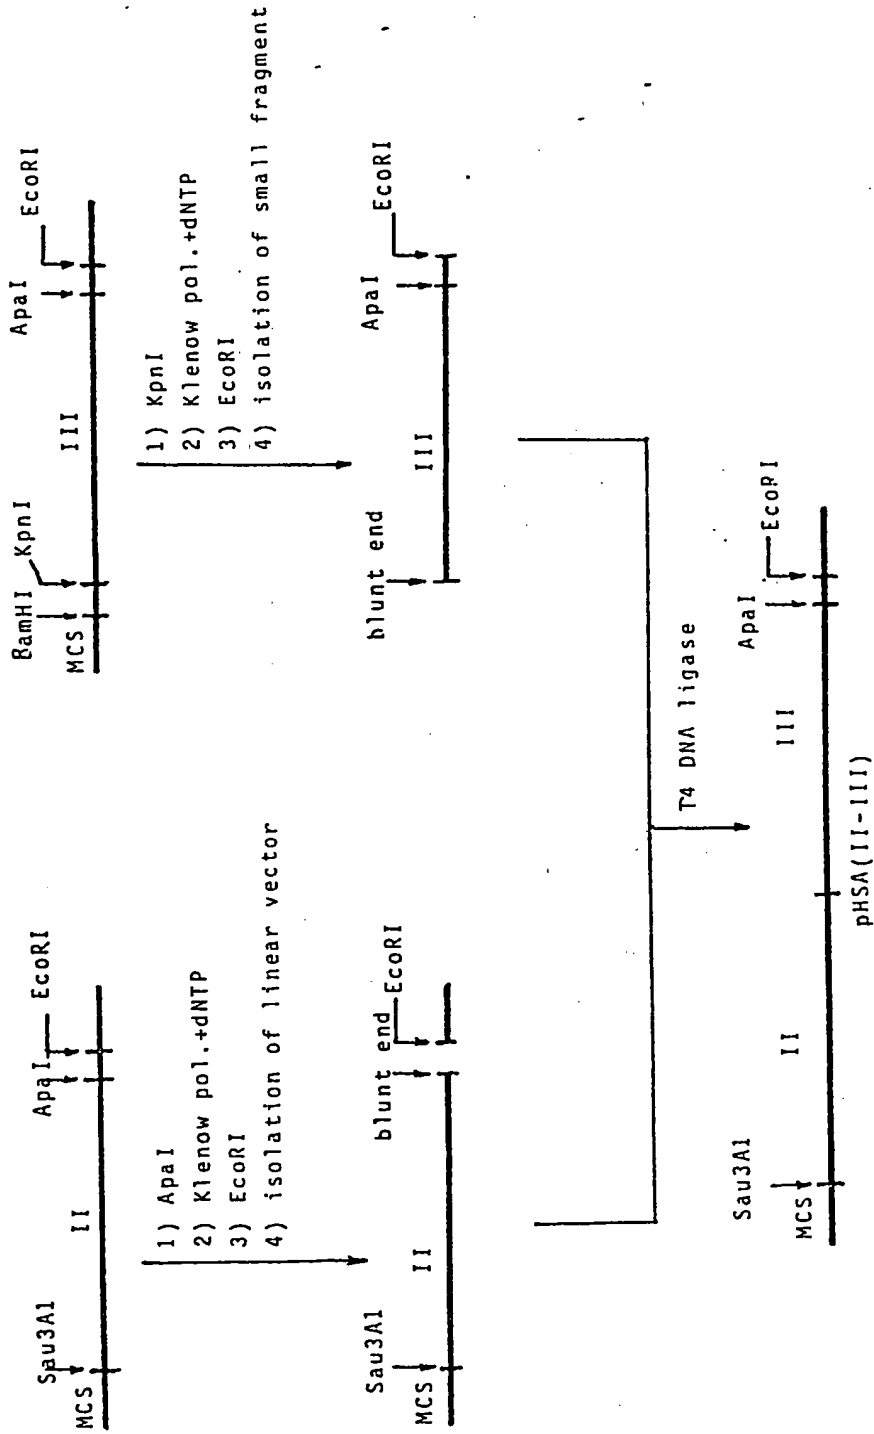 Sau3A1
MCS
II
ApaI
EcoRI
1) ApaI
2) Klenow pol.+dNTP
3) EcoRI
4) isolation of linear vector
Sau3A1
MCS
II
blunt end
EcoRI
BamHI
KpnI
MCS
III
ApaI
EcoRI
1) KpnI
2) Klenow pol.+dNTP
3) EcoRI
4) isolation of small fragment
blunt end
III
ApaI
EcoRI
T4 DNA ligase
Sau3A1
MCS
II
III
ApaI
EcoRI
pHSA(II-III)